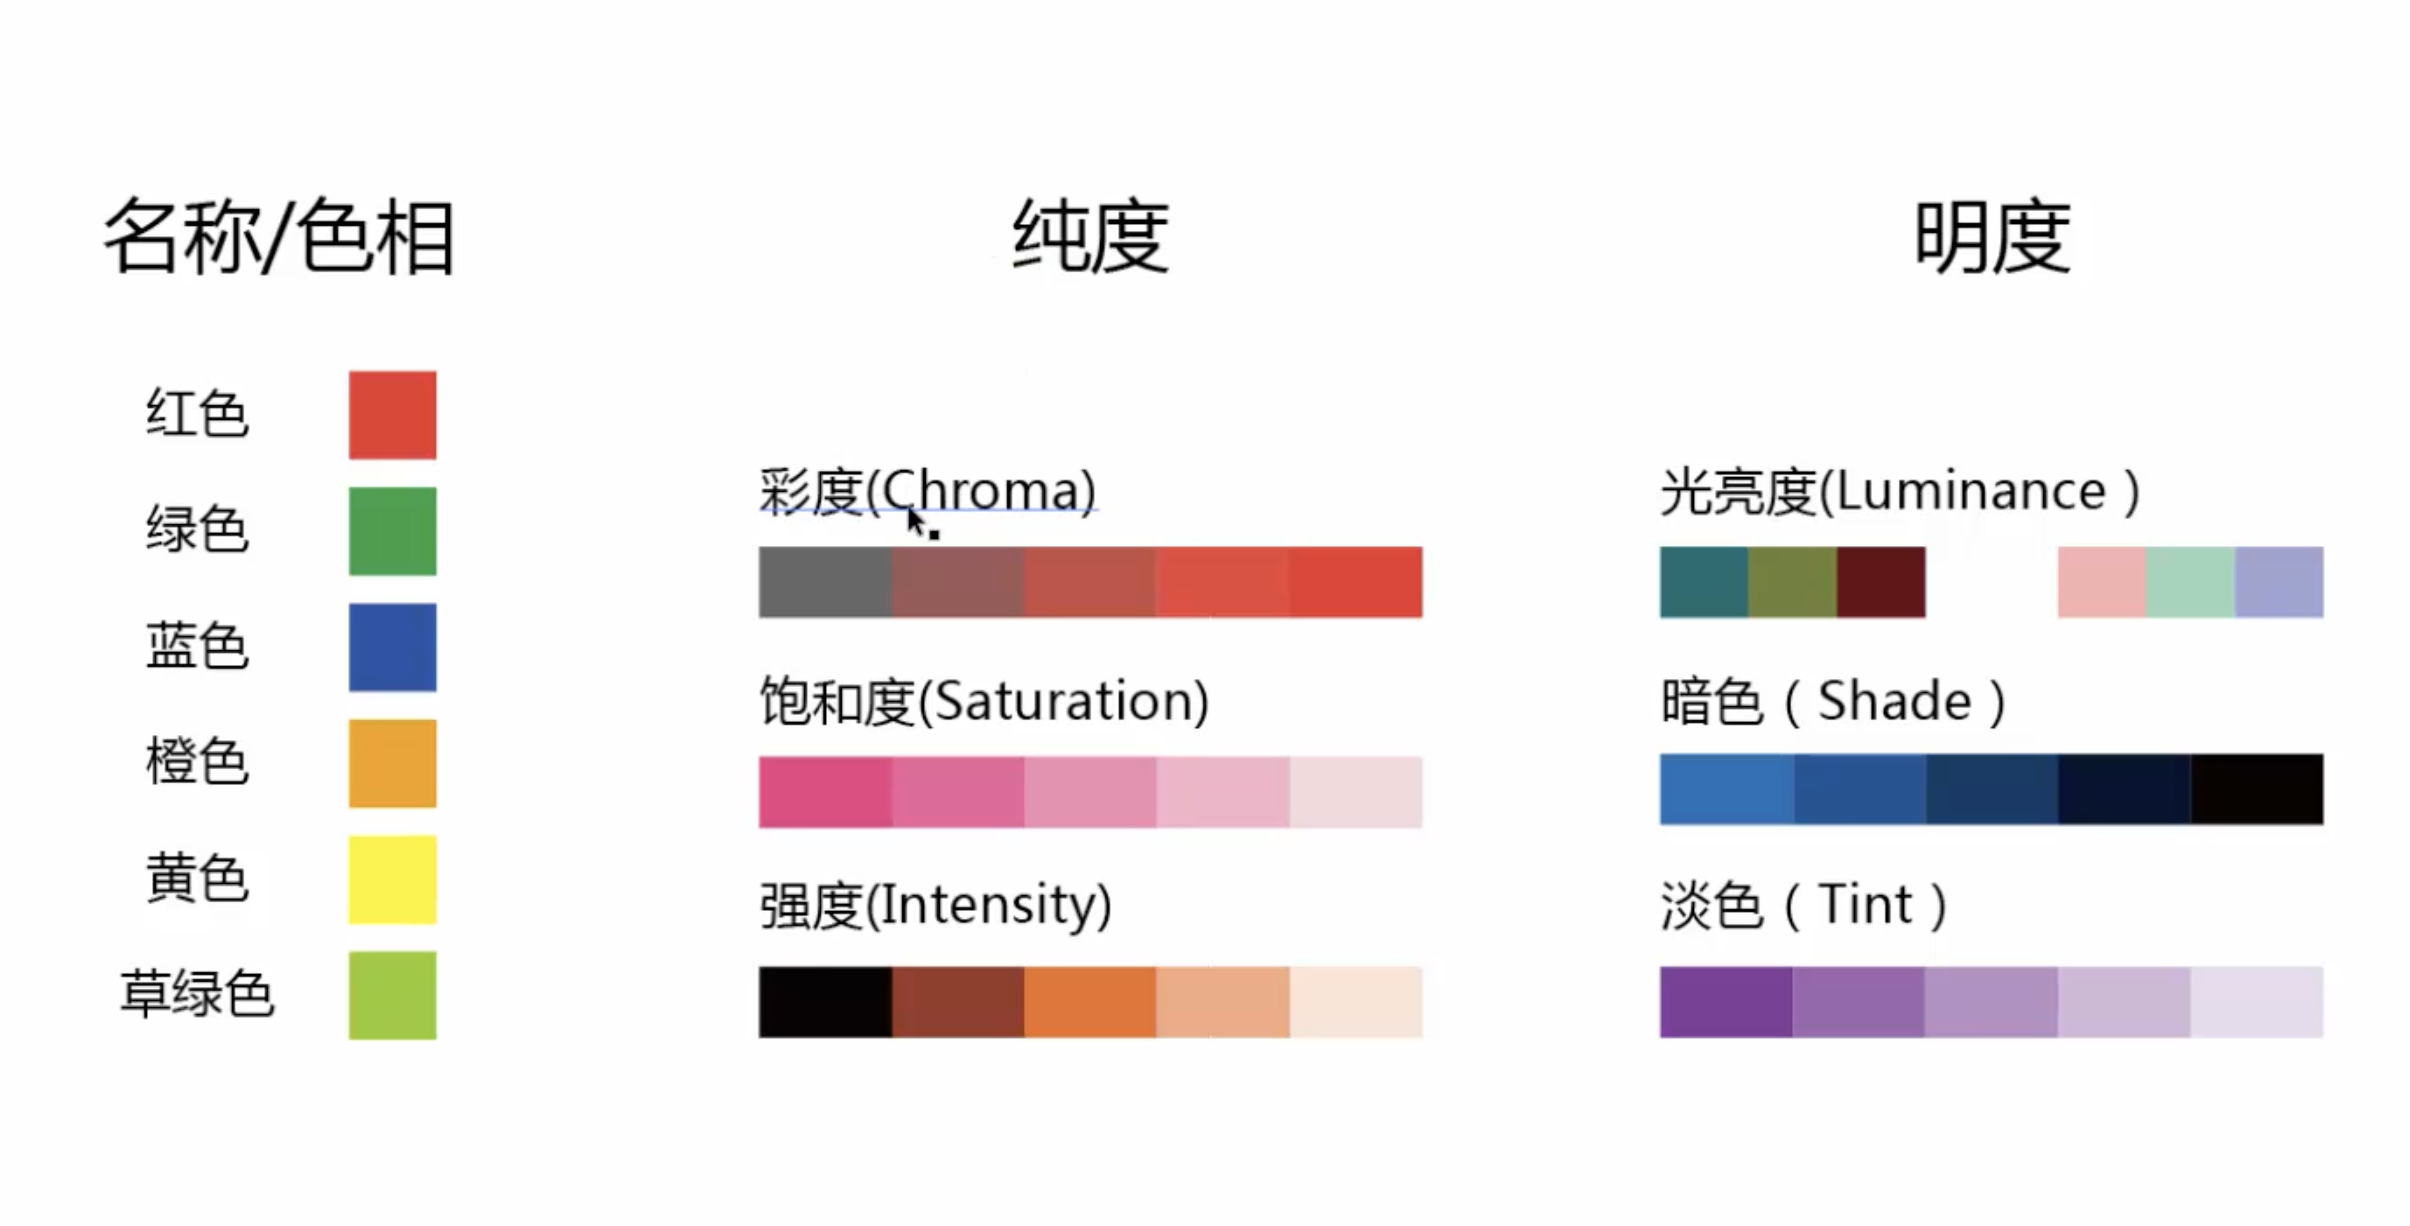 名称/色相
红色
绿色
蓝色
橙色
黄色
草绿色
纯度
彩度(Chroma)
饱和度(Saturation)
强度(Intensity)
明度
光亮度(Luminance )
暗色（Shade）
淡色（Tint）